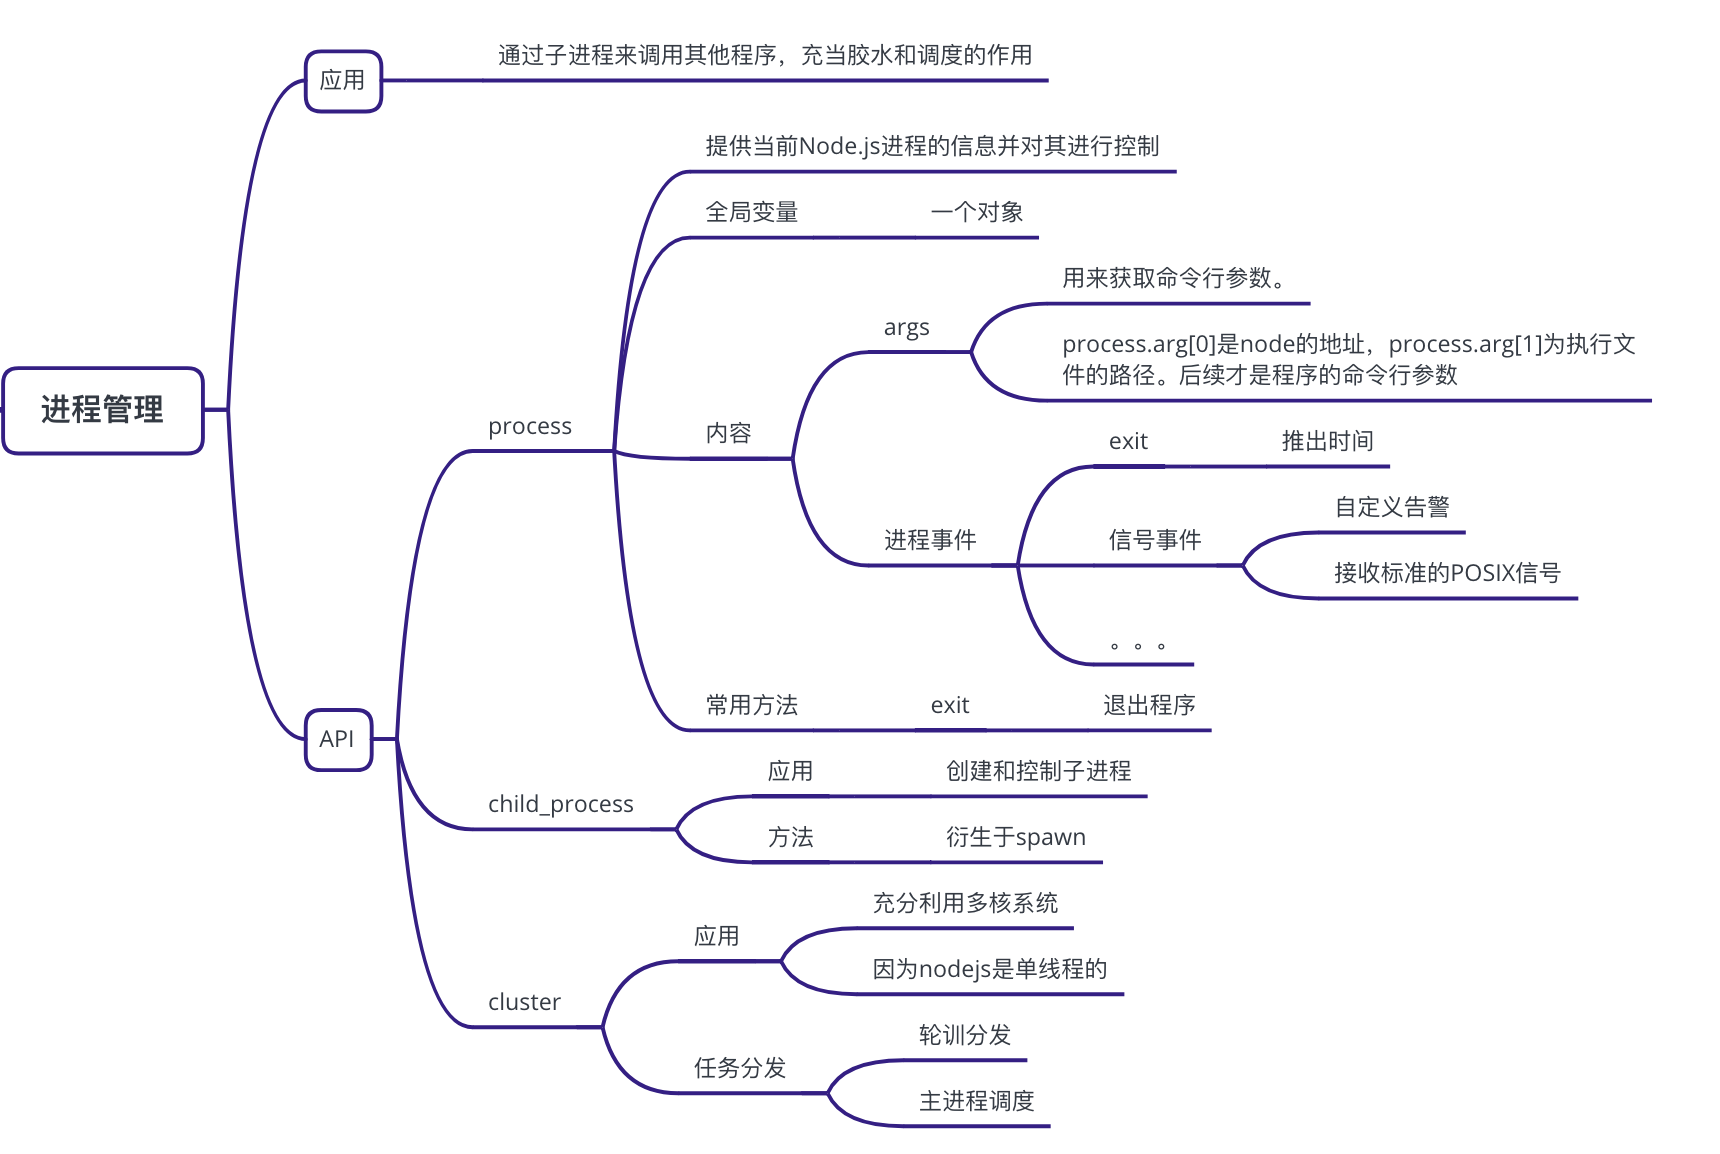 通过子进程来调用其他程序，充当胶水和调度的作用
应用
提供当前Node.js进程的信息并对其进行控制
全局变量
一个对象
用来获取命令行参数。
args
process.arg[0]是node的地址，process.arg[1]为执行文
件的路径。后续才是程序的命令行参数
进程管理
process
内容
exit
推出时间
自定义告警
进程事件
信号事件
接收标准的POSIX信号
。。。
常用方法
exit
退出程序
API
应用
创建和控制子进程
child_process
方法
衍生于spawn
充分利用多核系统
应用
因为nodejs是单线程的
cluster
轮训分发
任务分发
主进程调度